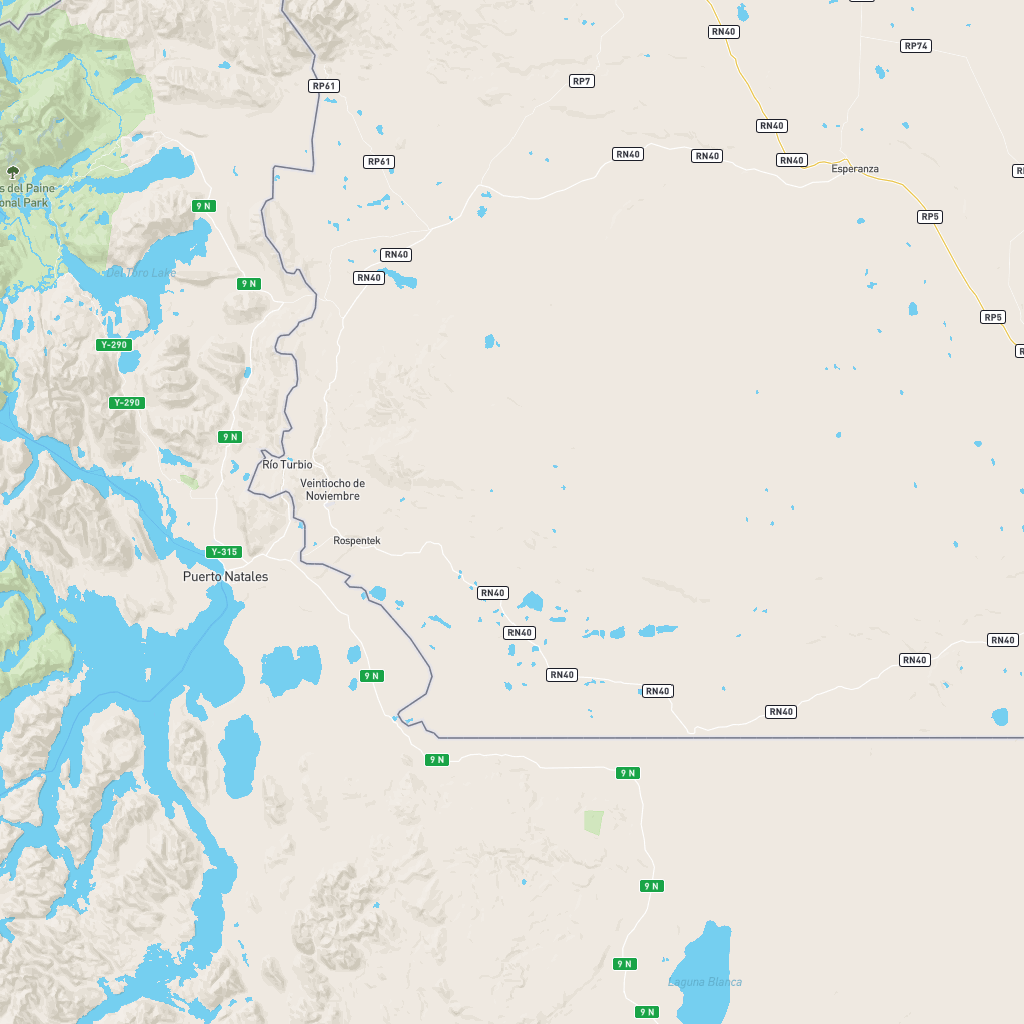 RN40
RP74
RP7
RP61
RN40
RN40
RN40
RN40
RP61
Esperanza
s del Paine
onal Park
9 N
RP5
RN40
Del Toro Lake
RN40
9 N
RP5
Y-290
Y-290
9 N
Río Turbio
Veintiocho de
Noviembre
Rospentek
Y-315
Puerto Natales
RN40
RN40
RN40
RN40
9 N
RN40
RN40
RN40
9 N
9 N
9 N
9 N
Laguna Blanca
9 N